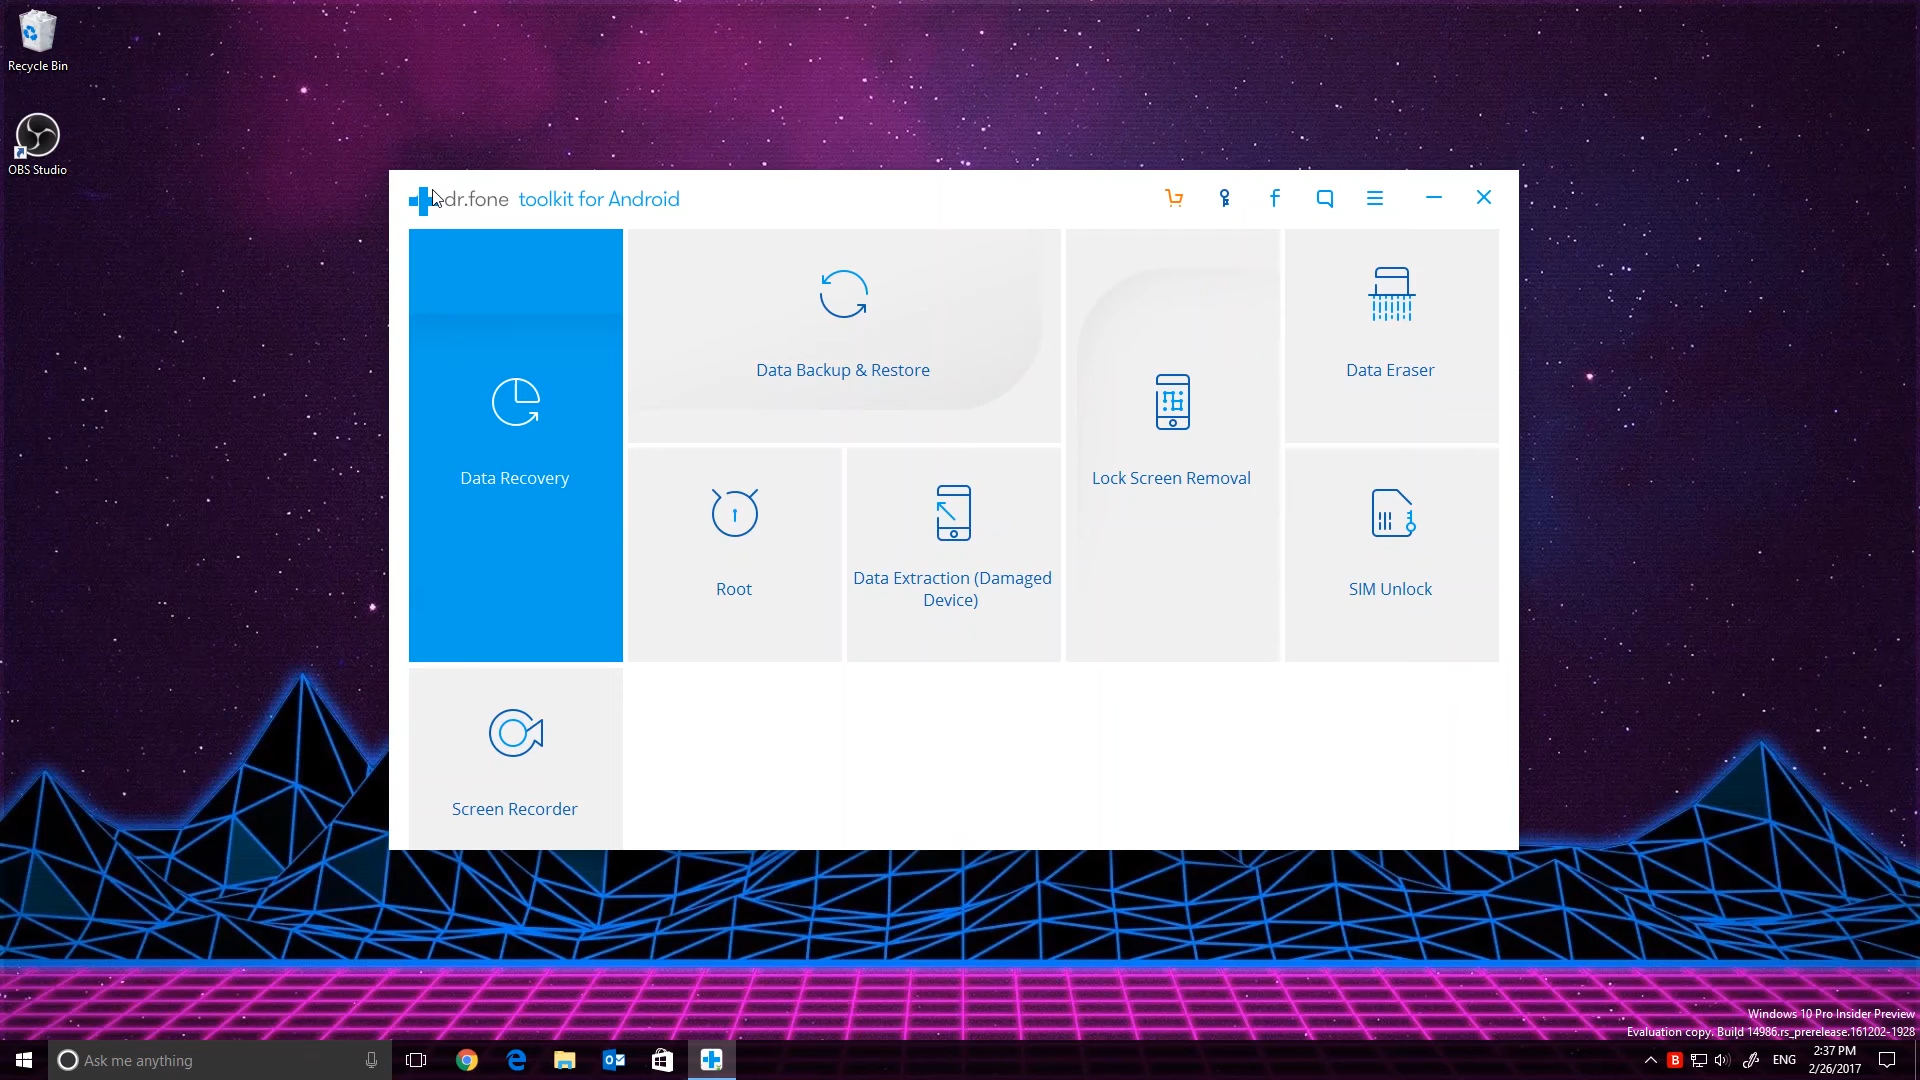 Recycle Bin
OBS Studio
dr.fone toolkit for Android
f
Data Recovery
Data Backup & Restore
Root
Data Extraction (Damaged
Device)
Lock Screen Removal
Data Eraser
SIM Unlock
Screen Recorder
Windows 10 Pro Insider Preview
Evaluation copy. Build 14986.rs_prerelease.161202-1928
Ask me anything
B
ENG
2:37 PM
2/26/2017